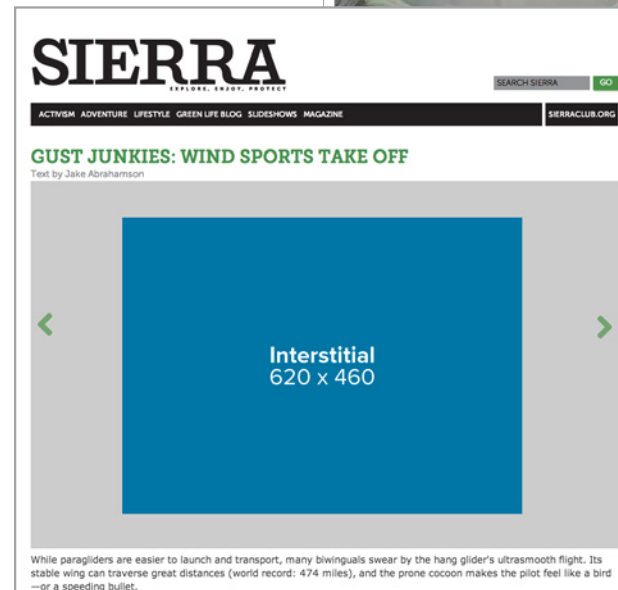 SIERRA
EXPLORE, ENJOY, PROTECT
SEARCH SIERRA
GO
ACTIVISM ADVENTURE LIFESTYLE GREEN LIFE BLOG SLIDESHOWS MAGAZINE
SIERRACLUB.ORG
GUST JUNKIES: WIND SPORTS TAKE OFF
Text by Jake Abrahamson
Interstitial
620 x 460
While paragliders are easier to launch and transport, many biwinguals swear by the hang glider's ultrasmooth flight. Its
stable wing can traverse great distances (world record: 474 miles), and the prone cocoon makes the pilot feel like a bird
—or a speeding bullet.